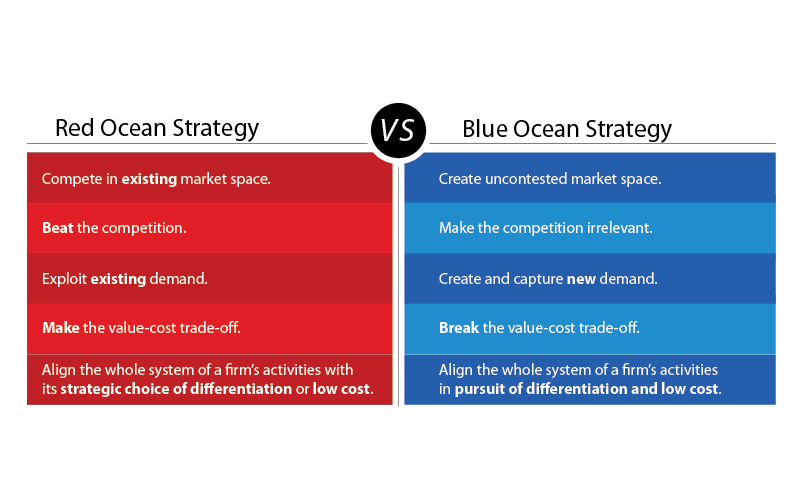 Red Ocean Strategy
VS
Blue Ocean Strategy
Compete in existing market space.
Create uncontested market space.
Beat the competition.
Make the competition irrelevant.
Exploit existing demand.
Create and capture new demand.
Make the value-cost trade-off.
Break the value-cost trade-off.
Align the whole system of a firm’s activities with
its strategic choice of differentiation or low cost.
Align the whole system of a firm’s activities
in pursuit of differentiation and low cost.